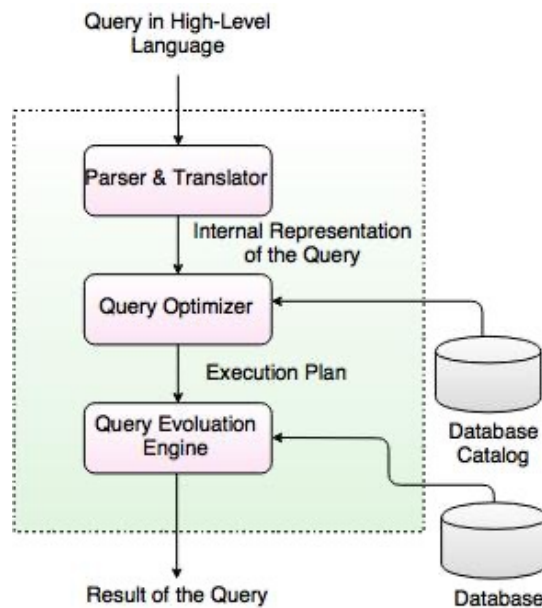 Query in High-Level
Language
Parser & Translator
Internal Representation
of the Query
Query Optimizer
Execution Plan
Database
Catalog
Query Evoluation
Engine
Database
Result of the Query